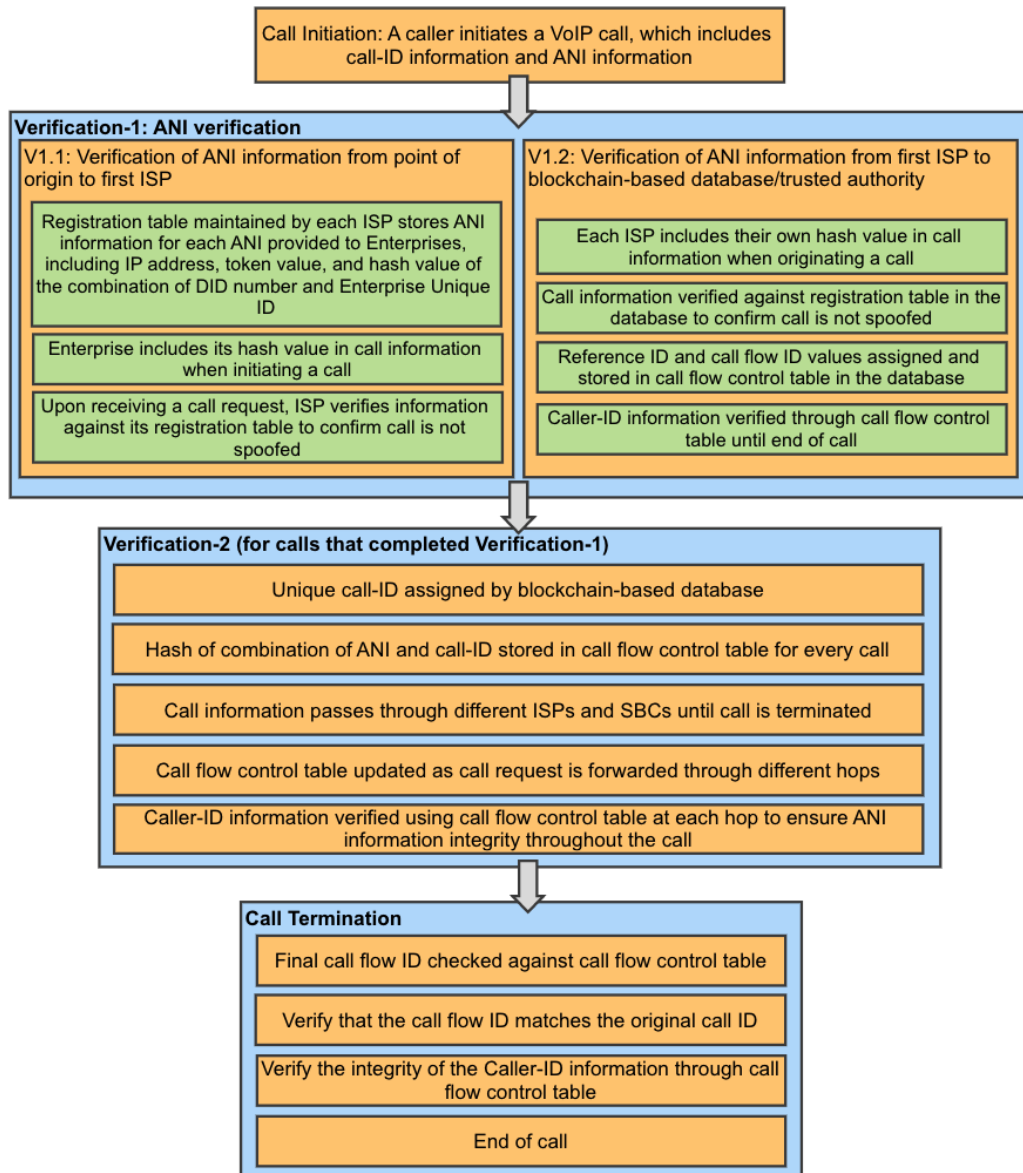 Call Initiation: A caller initiates a VoIP call, which includes
call-ID information and ANI information
Verification-1: ANI verification
V1.1: Verification of ANI information from point of
origin to first ISP
Registration table maintained by each ISP stores ANI
information for each ANI provided to Enterprises,
including IP address, token value, and hash value of
the combination of DID number and Enterprise Unique
ID
Enterprise includes its hash value in call information
when initiating a call
Upon receiving a call request, ISP verifies information
against its registration table to confirm call is not
spoofed
V1.2: Verification of ANI information from first ISP to
blockchain-based database/trusted authority
Each ISP includes their own hash value in call
information when originating a call
Call information verified against registration table in the
database to confirm call is not spoofed
Reference ID and call flow ID values assigned and
stored in call flow control table in the database
Caller-ID information verified through call flow control
table until end of call
Verification-2 (for calls that completed Verification-1)
Unique call-ID assigned by blockchain-based database
Hash of combination of ANI and call-ID stored in call flow control table for every call
Call information passes through different ISPs and SBCs until call is terminated
Call flow control table updated as call request is forwarded through different hops
Caller-ID information verified using call flow control table at each hop to ensure ANI
information integrity throughout the call
Call Termination
Final call flow ID checked against call flow control table
Verify that the call flow ID matches the original call ID
Verify the integrity of the Caller-ID information through call
flow control table
End of call